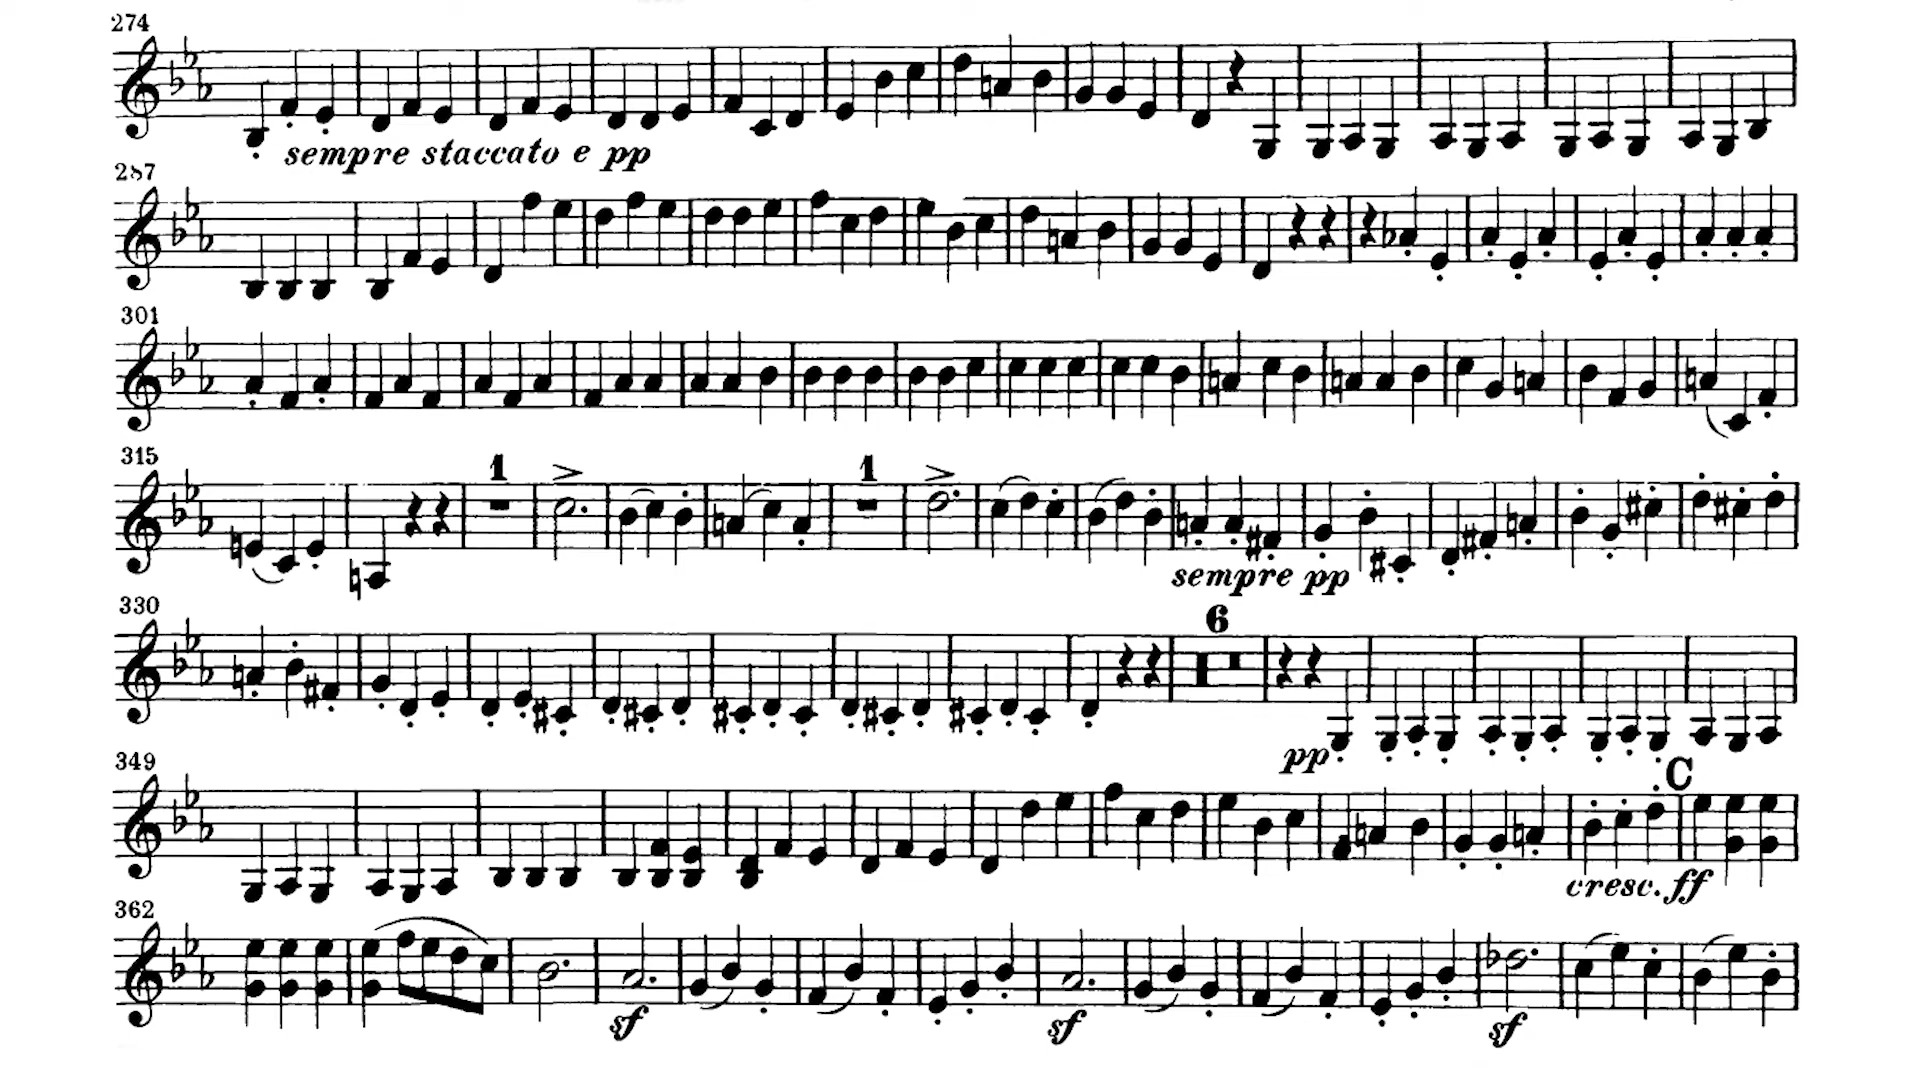 274
sempre staccato e pp
287
301
315
1 1
sempre pp
330
6
pp
349
C
cresc. ff
362
sf sf sf